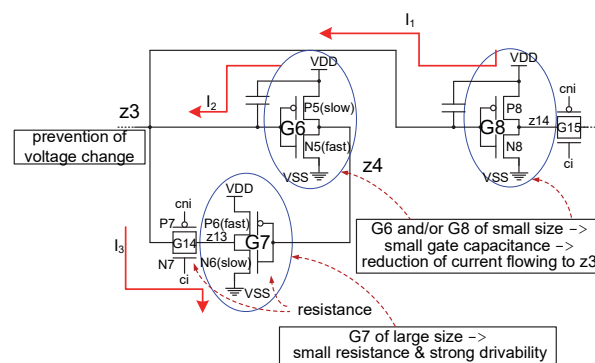 I1
VDD
VDD
I2
cni
z3
P5(slow)
P8
z14
G6
G8
G15
prevention of
voltage change
N5(fast)
N8
z4
VSS
VSS
ci
VDD
cni
P6(fast)
P7
G14
z13
G7
I3
N7
N6(slow)
ci
VSS
G6 and/or G8 of small size –>
small gate capacitance –>
reduction of current flowing to z3
resistance
G7 of large size –>
small resistance & strong drivability